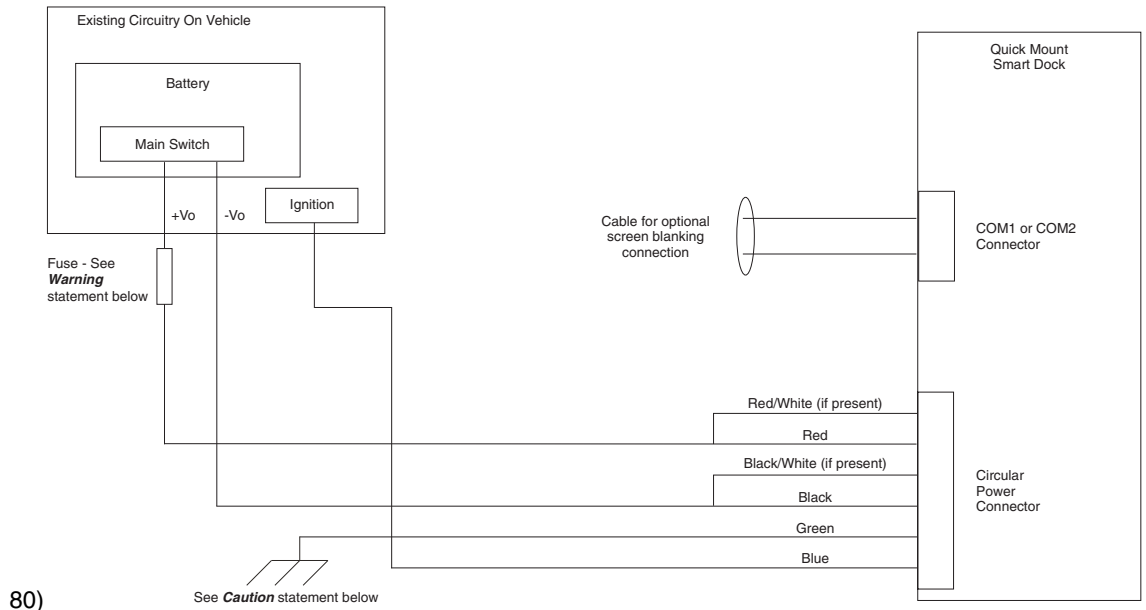 Existing Circuitry On Vehicle
Battery
Main Switch
+Vo
-Vo
Ignition
Fuse - See
Warning
statement below
Quick Mount
Smart Dock
Cable for optional
screen blanking
connection
COM1 or COM2
Connector
Red/White (if present)
Red
Black/White (if present)
Black
Green
Blue
Circular
Power
Connector
See Caution statement below
80)